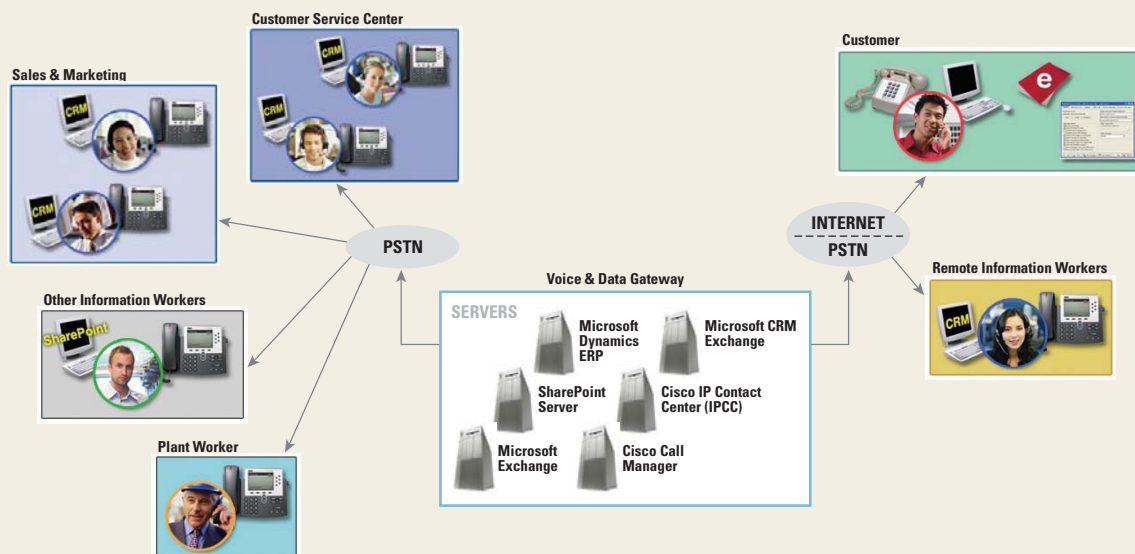 Customer Service Center
CRM
CRM
Customer
e
Sales & Marketing
CRM
CRM
PSTN
INTERNET
PSTN
Other Information Workers
SharePoint
Remote Information Workers
CRM
Plant Worker
Voice & Data Gateway
SERVERS
Microsoft
Dynamics
ERP
Microsoft CRM
Exchange
SharePoint
Server
Cisco IP Contact
Center (IPCC)
Microsoft
Exchange
Cisco Call
Manager